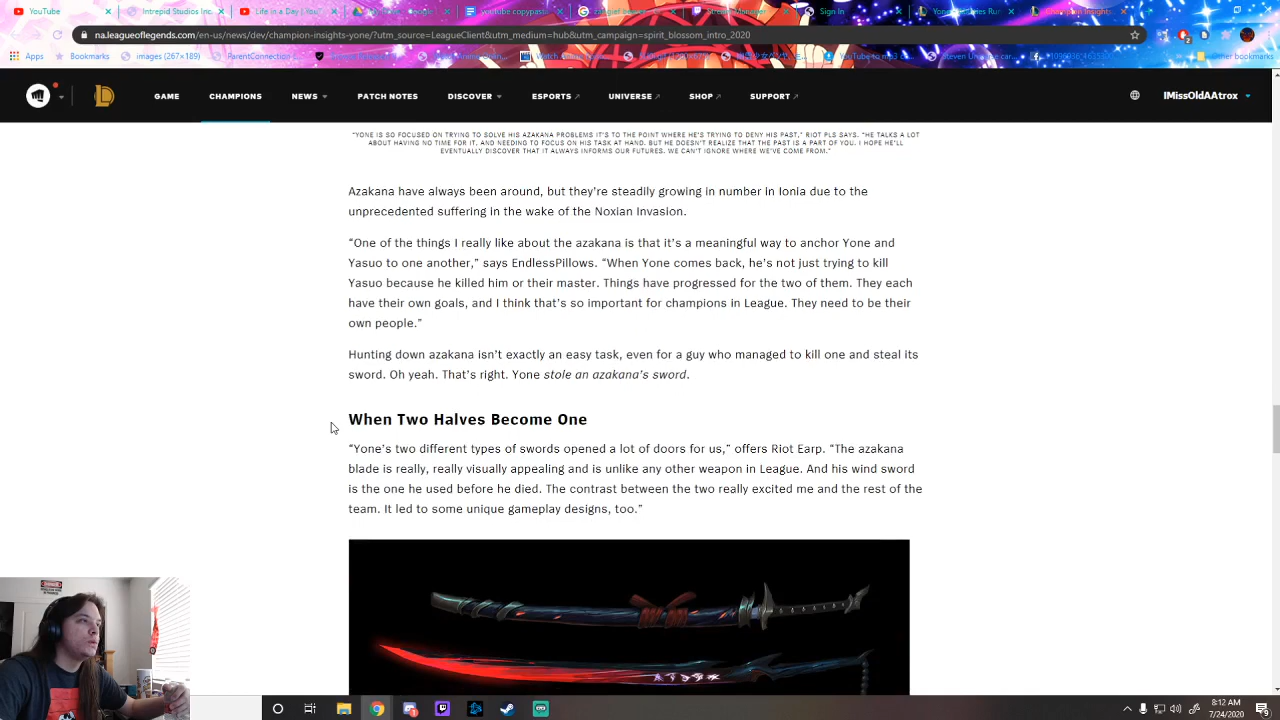 YouTube
Intrepid Studios Inc.
Life in a Day | You
youtube copypasta
Sign In
na.leagueoflegends.com/en-us/news/dev/champion-insights-yone/?utm_source=LeagueClient&utm_medium=hub&utm_campaign=spirit_blossom_intro_2020
Apps
Bookmarks
images (267×189)
ParentConnection
YouTube to mp3
Steven Universe car...
Other bookmarks
GAME
CHAMPIONS
NEWS
PATCH NOTES
DISCOVER
ESPORTS
UNIVERSE
SHOP
SUPPORT
IMissOldAAtrox
"YONE IS SO FOCUSED ON TRYING TO SOLVE HIS AZAKANA PROBLEMS IT'S TO THE POINT WHERE HE'S TRYING TO DENY HIS PAST," RIOT PLS SAYS. "HE TALKS A LOT
ABOUT HAVING NO TIME FOR IT, AND NEEDING TO FOCUS ON HIS TASK AT HAND. BUT HE DOESN'T REALIZE THAT THE PAST IS A PART OF YOU. I HOPE HE'LL
EVENTUALLY DISCOVER THAT IT ALWAYS INFORMS OUR FUTURES. WE CAN'T IGNORE WHERE WE'VE COME FROM."
Azakana have always been around, but they're steadily growing in number in Ionia due to the
unprecedented suffering in the wake of the Noxian Invasion.
“One of the things I really like about the azakana is that it's a meaningful way to anchor Yone and
Yasuo to one another,” says EndlessPillows. “When Yone comes back, he's not just trying to kill
Yasuo because he killed him or their master. Things have progressed for the two of them. They each
have their own goals, and I think that's so important for champions in League. They need to be their
own people.”
Hunting down azakana isn't exactly an easy task, even for a guy who managed to kill one and steal its
sword. Oh yeah. That's right. Yone stole an azakana's sword.
When Two Halves Become One
“Yone's two different types of swords opened a lot of doors for us,” offers Riot Earp. “The azakana
blade is really, really visually appealing and is unlike any other weapon in League. And his wind sword
is the one he used before he died. The contrast between the two really excited me and the rest of the
team. It led to some unique gameplay designs, too.”
8:12 AM
7/24/2020